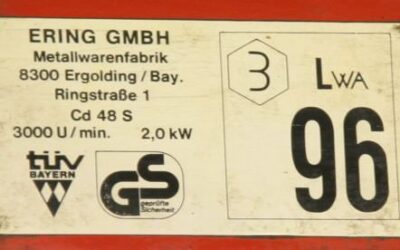 ERING GMBH
Metallwarenfabrik
8300 Ergolding/Bay.
Ringstraße 1
Cd 48 S
3000 U/min. 2,0 kW
TÜV
BAYERN
GS
geprüfte
Sicherheit
3
LWA
96